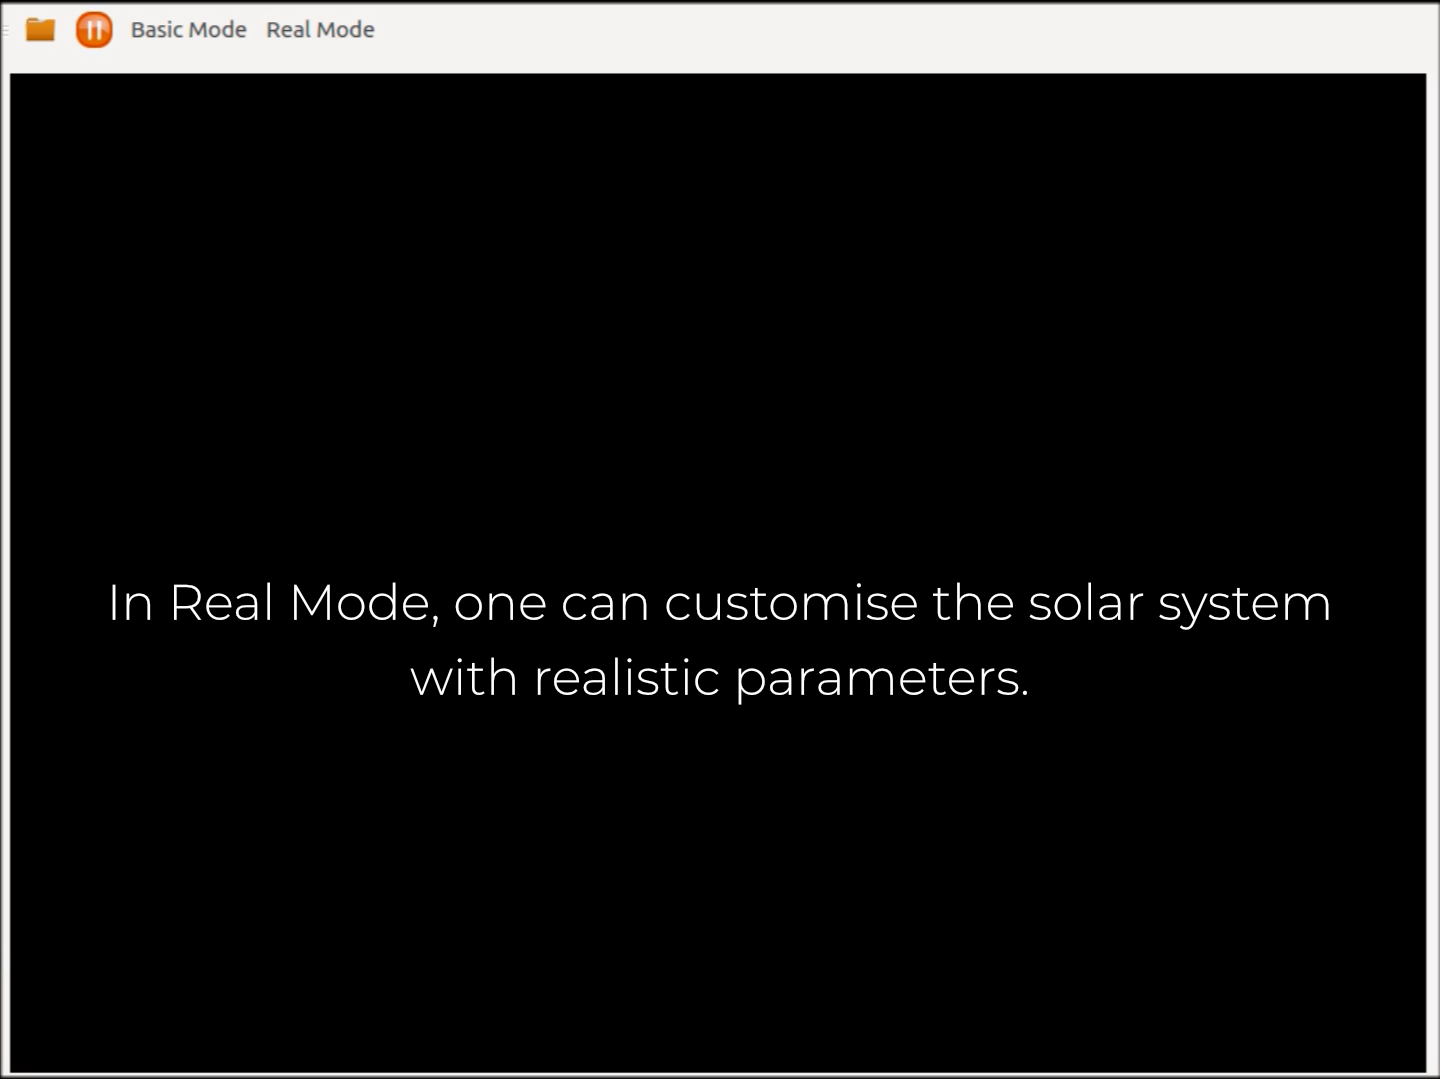 Basic Mode Real Mode
In Real Mode, one can customise the solar system
with realistic parameters.